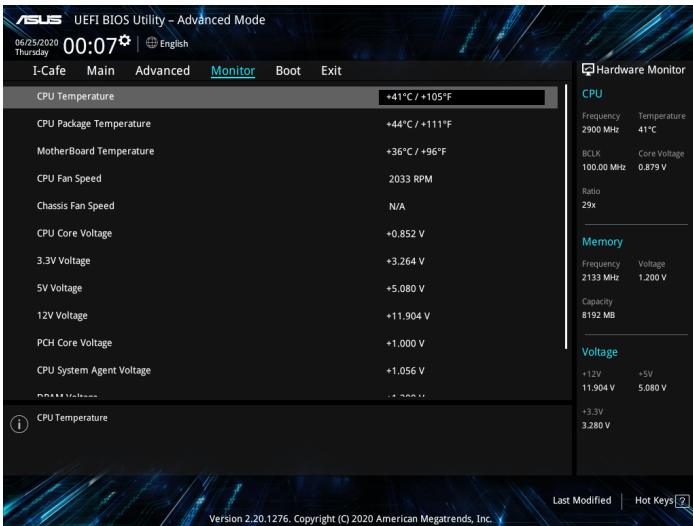 ASUS UEFI BIOS Utility – Advanced Mode
06/25/2020
Thursday
00:07
English
I-Cafe Main Advanced Monitor Boot Exit
CPU Temperature +41°C / +105°F
CPU Package Temperature +44°C / +111°F
MotherBoard Temperature +36°C / +96°F
CPU Fan Speed 2033 RPM
Chassis Fan Speed N/A
CPU Core Voltage +0.852 V
3.3V Voltage +3.264 V
5V Voltage +5.080 V
12V Voltage +11.904 V
PCH Core Voltage +1.000 V
CPU System Agent Voltage +1.056 V
CPU Temperature
Hardware Monitor
CPU
Frequency Temperature
2900 MHz 41°C
BCLK Core Voltage
100.00 MHz 0.879 V
Ratio
29x
Memory
Frequency Voltage
2133 MHz 1.200 V
Capacity
8192 MB
Voltage
+12V +5V
11.904 V 5.080 V
+3.3V
3.280 V
Last Modified Hot Keys ?
Version 2.20.1276. Copyright (C) 2020 American Megatrends, Inc.